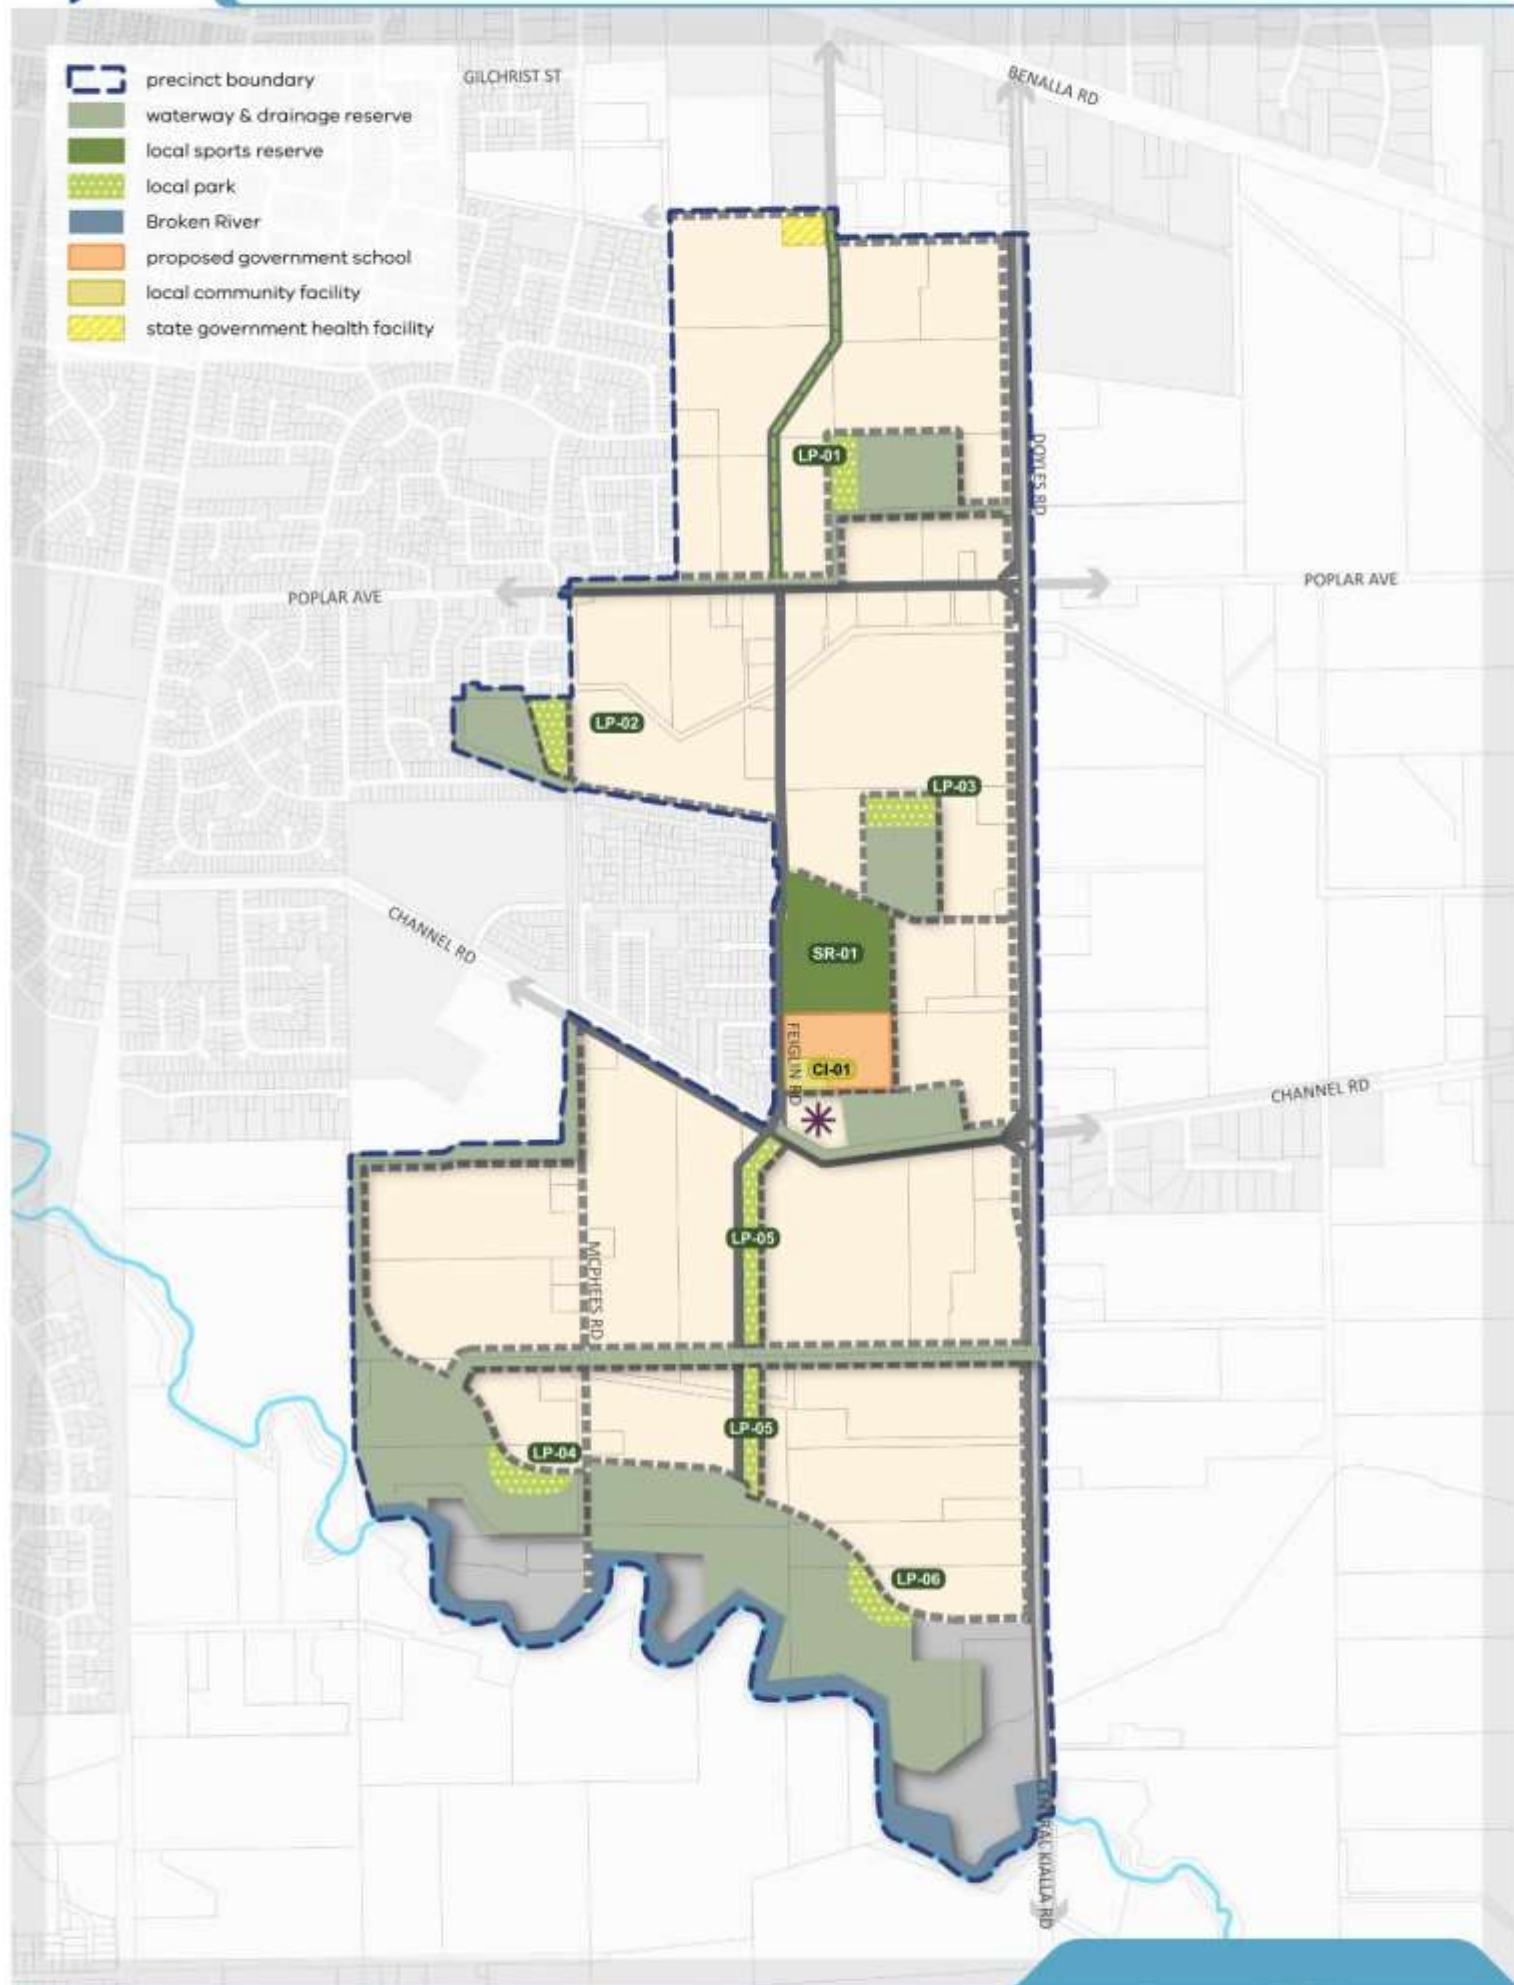 GILCHRIST ST
BENALLA RD
precinct boundary
waterway & drainage reserve
local sports reserve
local park
Broken River
proposed government school
local community facility
state government health facility
LP-01
DOYLES RD
POPLAR AVE
POPLAR AVE
LP-02
LP-03
CHANNEL RD
SR-01
FEIGLIN RD
CI-01
CHANNEL RD
LP-05
MCPHEES RD
LP-05
LP-04
LP-06
CENTRAL KIALLA RD